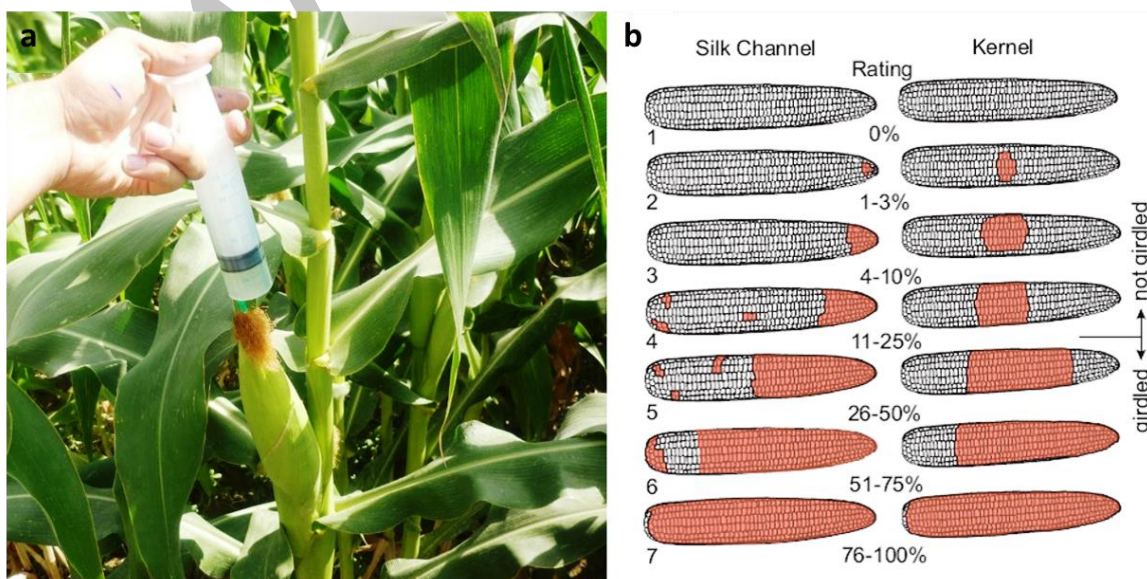 a
b
Silk Channel
Kernel
Rating
1
0%
2
1-3%
3
4-10%
4
11-25%
5
26-50%
6
51-75%
7
76-100%
not girdled
girdled